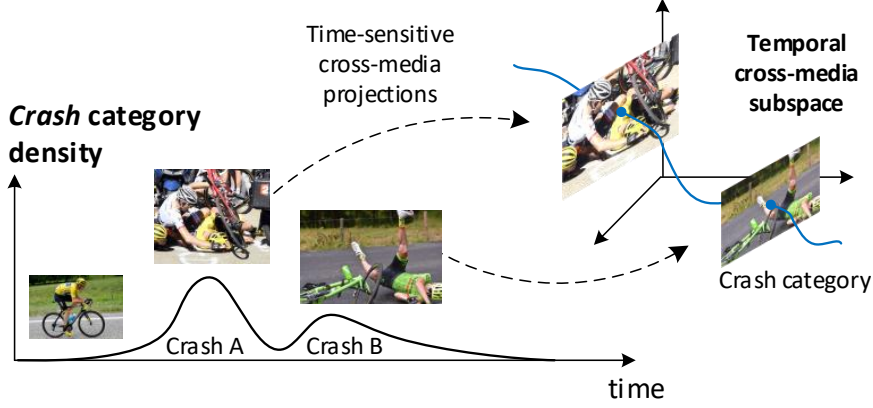 Time-sensitive
cross-media
projections
Temporal
cross-media
subspace
Crash category
density
Crash A
Crash B
Crash category
time